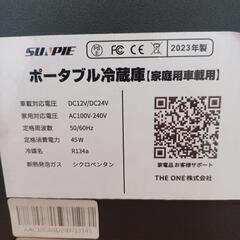 SUNPIE
CE FC
2023年製
ポータブル冷蔵庫【家庭用車載用】
車載対応電圧 DC12V/DC24V
家用対応電圧 AC100V-240V
定格周波数 50/60Hz
定格消費電力 45W
冷媒名 R134a
断熱発泡ガス シクロペンタン
家電品 お客様サポート
THE ONE株式会社